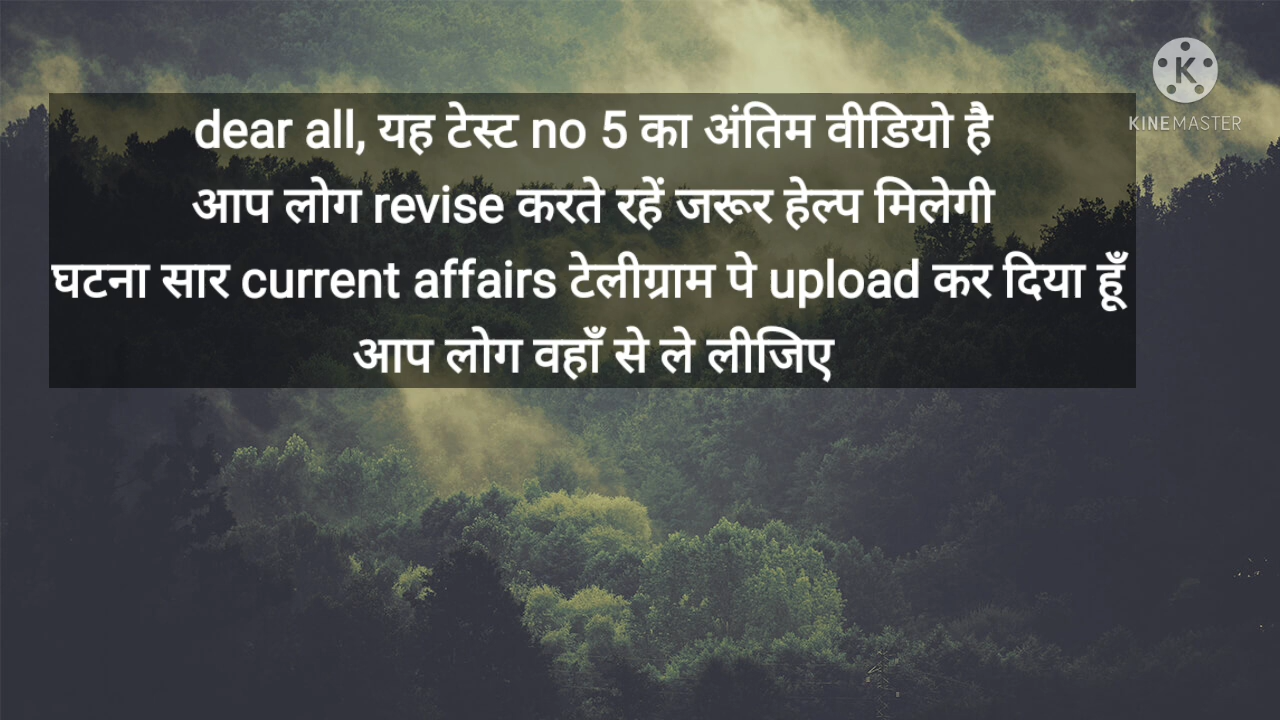 dear all, यह टेस्ट no 5 का अंतिम वीडियो है
आप लोग revise करते रहें जरूर हेल्प मिलेगी
घटना सार current affairs टेलीग्राम पे upload कर दिया हूँ
आप लोग वहाँ से ले लीजिए
K
KINEMASTER